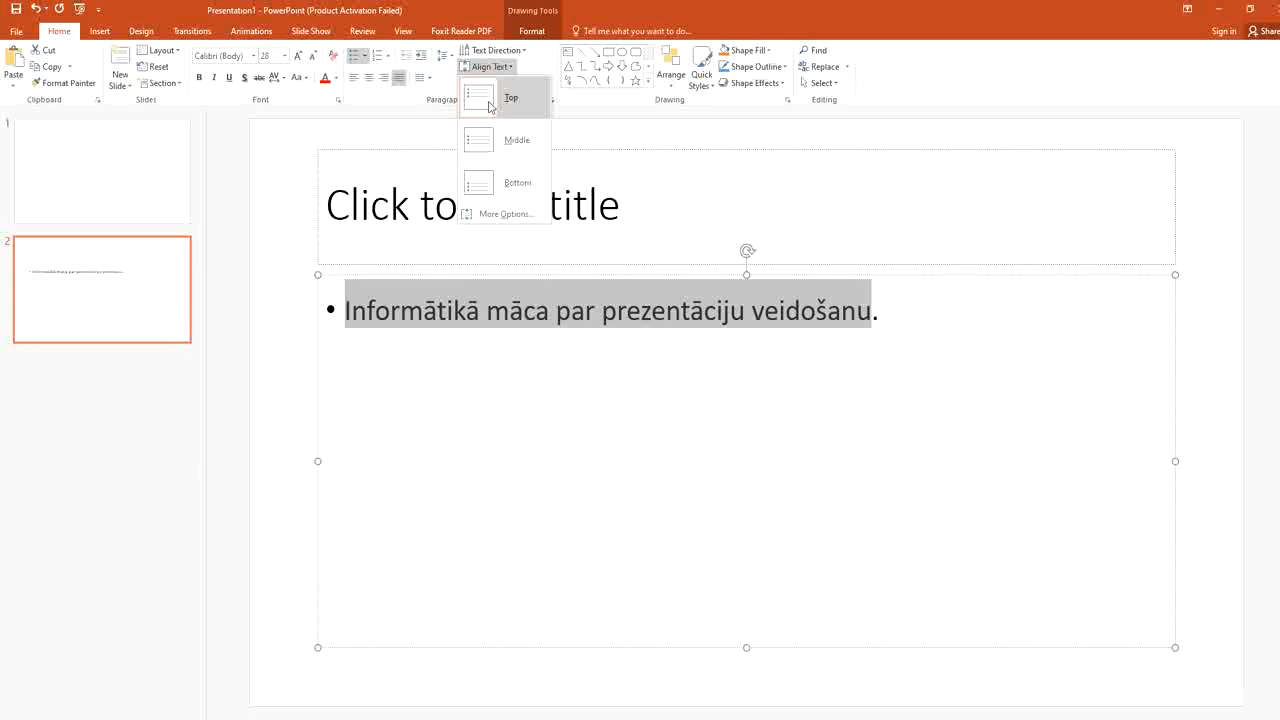 Presentation1 - PowerPoint (Product Activation Failed)
Drawing Tools
File Home Insert Design Transitions Animations Slide Show Review View Foxit Reader PDF Format Tell me what you want to do... Sign in Share
Paste
Cut
Copy
Format Painter
Clipboard
New
Slide
Layout
Reset
Section
Slides
Calibri (Body) 28
B I U S abc AV Aa A
Font
Text Direction
Align Text
Paragrap
Top
Middle
Bottom
More Options...
Arrange
Quick
Styles
Shape Fill
Shape Outline
Shape Effects
Drawing
Find
Replace
Select
Editing
1
2
Click to title
• Informātikā māca par prezentāciju veidošanu.